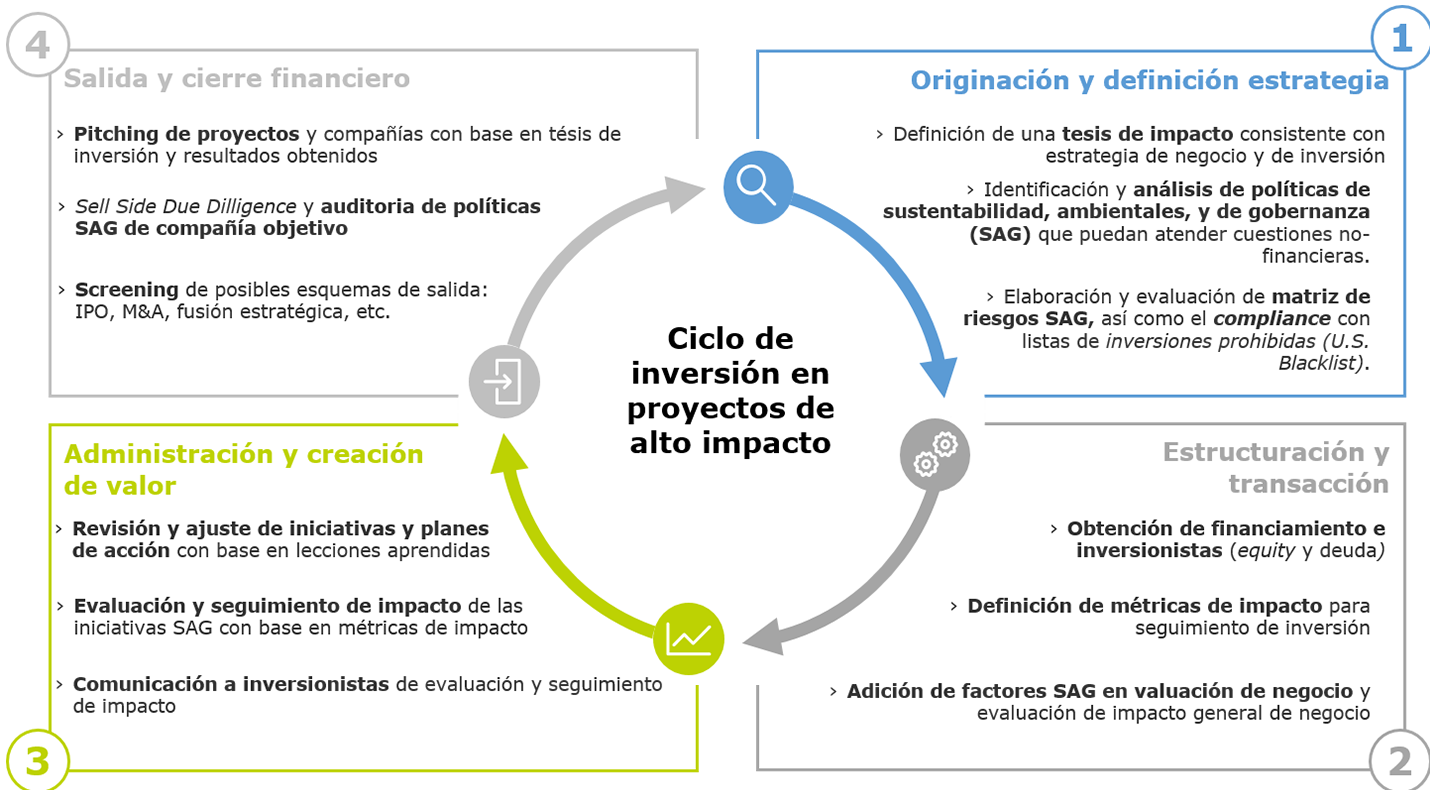 4
Salida y cierre financiero
› Pitching de proyectos y compañías con base en tésis de
inversión y resultados obtenidos
› Sell Side Due Dilligence y auditoria de políticas
SAG de compañía objetivo
› Screening de posibles esquemas de salida:
IPO, M&A, fusión estratégica, etc.
1
Originación y definición estrategia
› Definición de una tesis de impacto consistente con
estrategia de negocio y de inversión
› Identificación y análisis de políticas de
sustentabilidad, ambientales, y de gobernanza
(SAG) que puedan atender cuestiones no-
financieras.
› Elaboración y evaluación de matriz de
riesgos SAG, así como el compliance con
listas de inversiones prohibidas (U.S.
Blacklist).
Ciclo de
inversión en
proyectos de
alto impacto
Administración y creación
de valor
› Revisión y ajuste de iniciativas y planes
de acción con base en lecciones aprendidas
› Evaluación y seguimiento de impacto de las
iniciativas SAG con base en métricas de impacto
› Comunicación a inversionistas de evaluación y seguimiento
de impacto
3
Estructuración y
transacción
› Obtención de financiamiento e
inversionistas (equity y deuda)
› Definición de métricas de impacto para
seguimiento de inversión
› Adición de factores SAG en valuación de negocio y
evaluación de impacto general de negocio
2